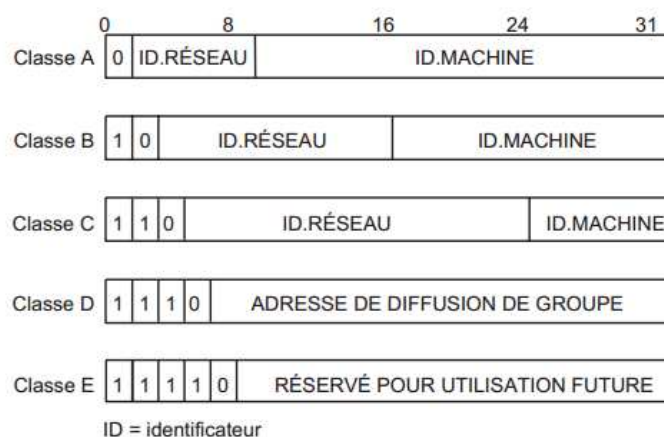 0 8 16 24 31
Classe A 0 ID.RÉSEAU ID.MACHINE
Classe B 1 0 ID.RÉSEAU ID.MACHINE
Classe C 1 1 0 ID.RÉSEAU ID.MACHINE
Classe D 1 1 1 0 ADRESSE DE DIFFUSION DE GROUPE
Classe E 1 1 1 1 0 RÉSERVÉ POUR UTILISATION FUTURE
ID = identificateur